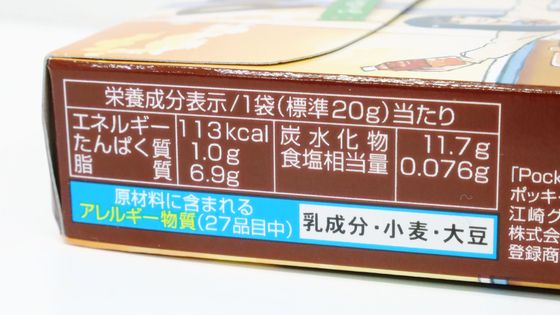 栄養成分表示/1袋(標準20g)当たり
エネルギー 113kcal 炭水化物 11.7g
たんぱく質 1.0g 食塩相当量 0.076g
脂質 6.9g
原材料に含まれる
アレルギー物質(27品目中)
乳成分・小麦・大豆
「Pock
ポッキー
江崎グ
株式会
登録商